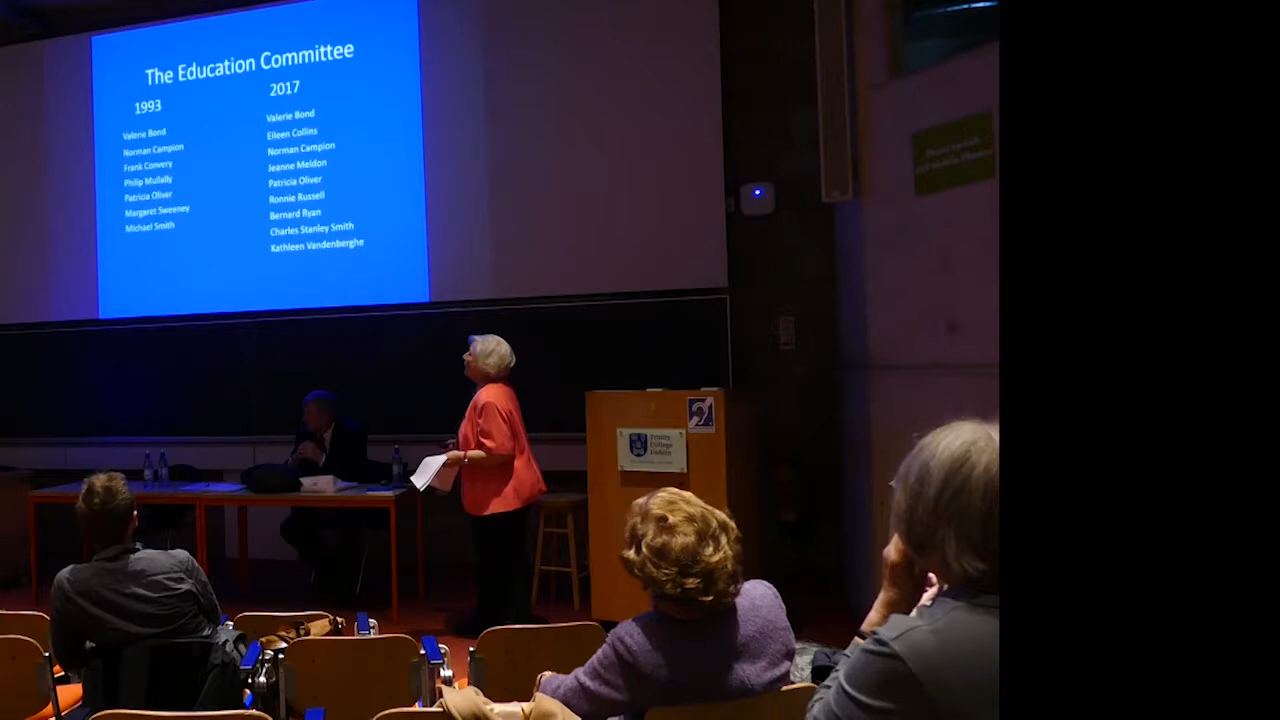 The Education Committee
1993
Valerie Bond
Norman Campion
Frank Convery
Philip Mullally
Patricia Oliver
Margaret Sweeney
Michael Smith
2017
Valerie Bond
Eileen Collins
Norman Campion
Jeanne Meldon
Patricia Oliver
Ronnie Russell
Bernard Ryan
Charles Stanley Smith
Kathleen Vandenberghe
Trinity
College
Dublin